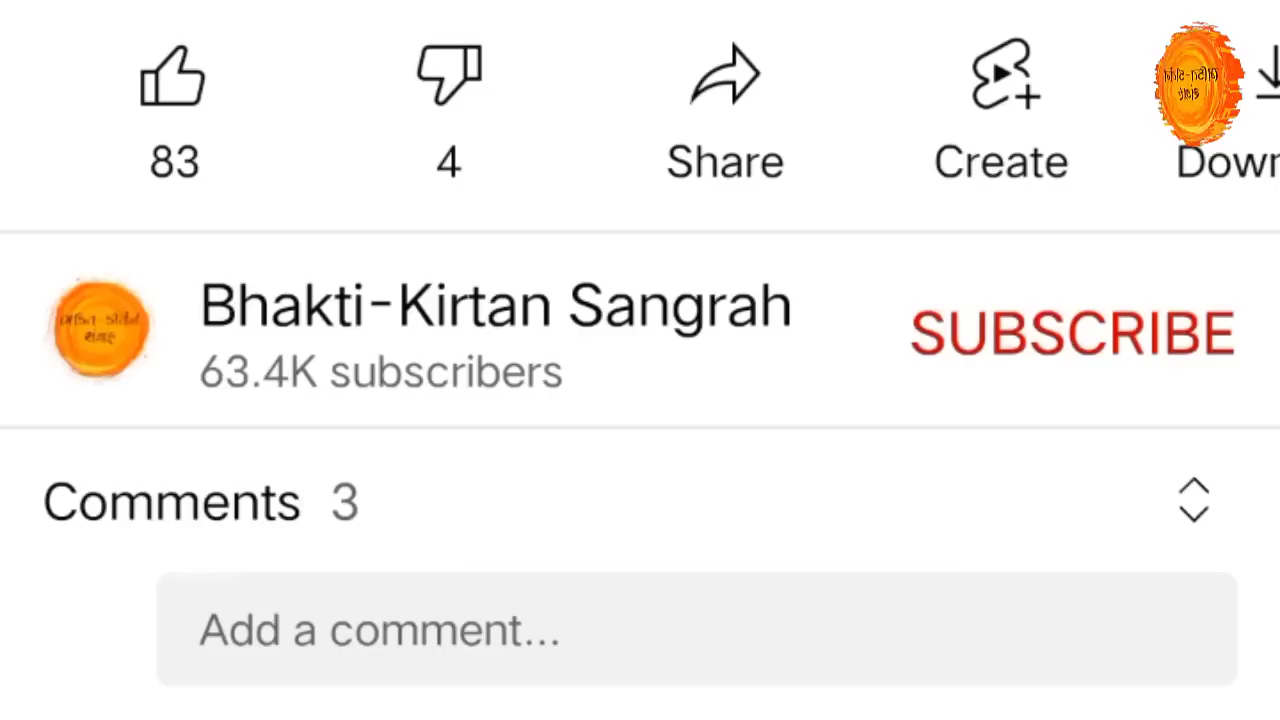 83
4
Share
Create
Down
Bhakti-Kirtan Sangrah
SUBSCRIBE
63.4K subscribers
Comments 3
Add a comment...